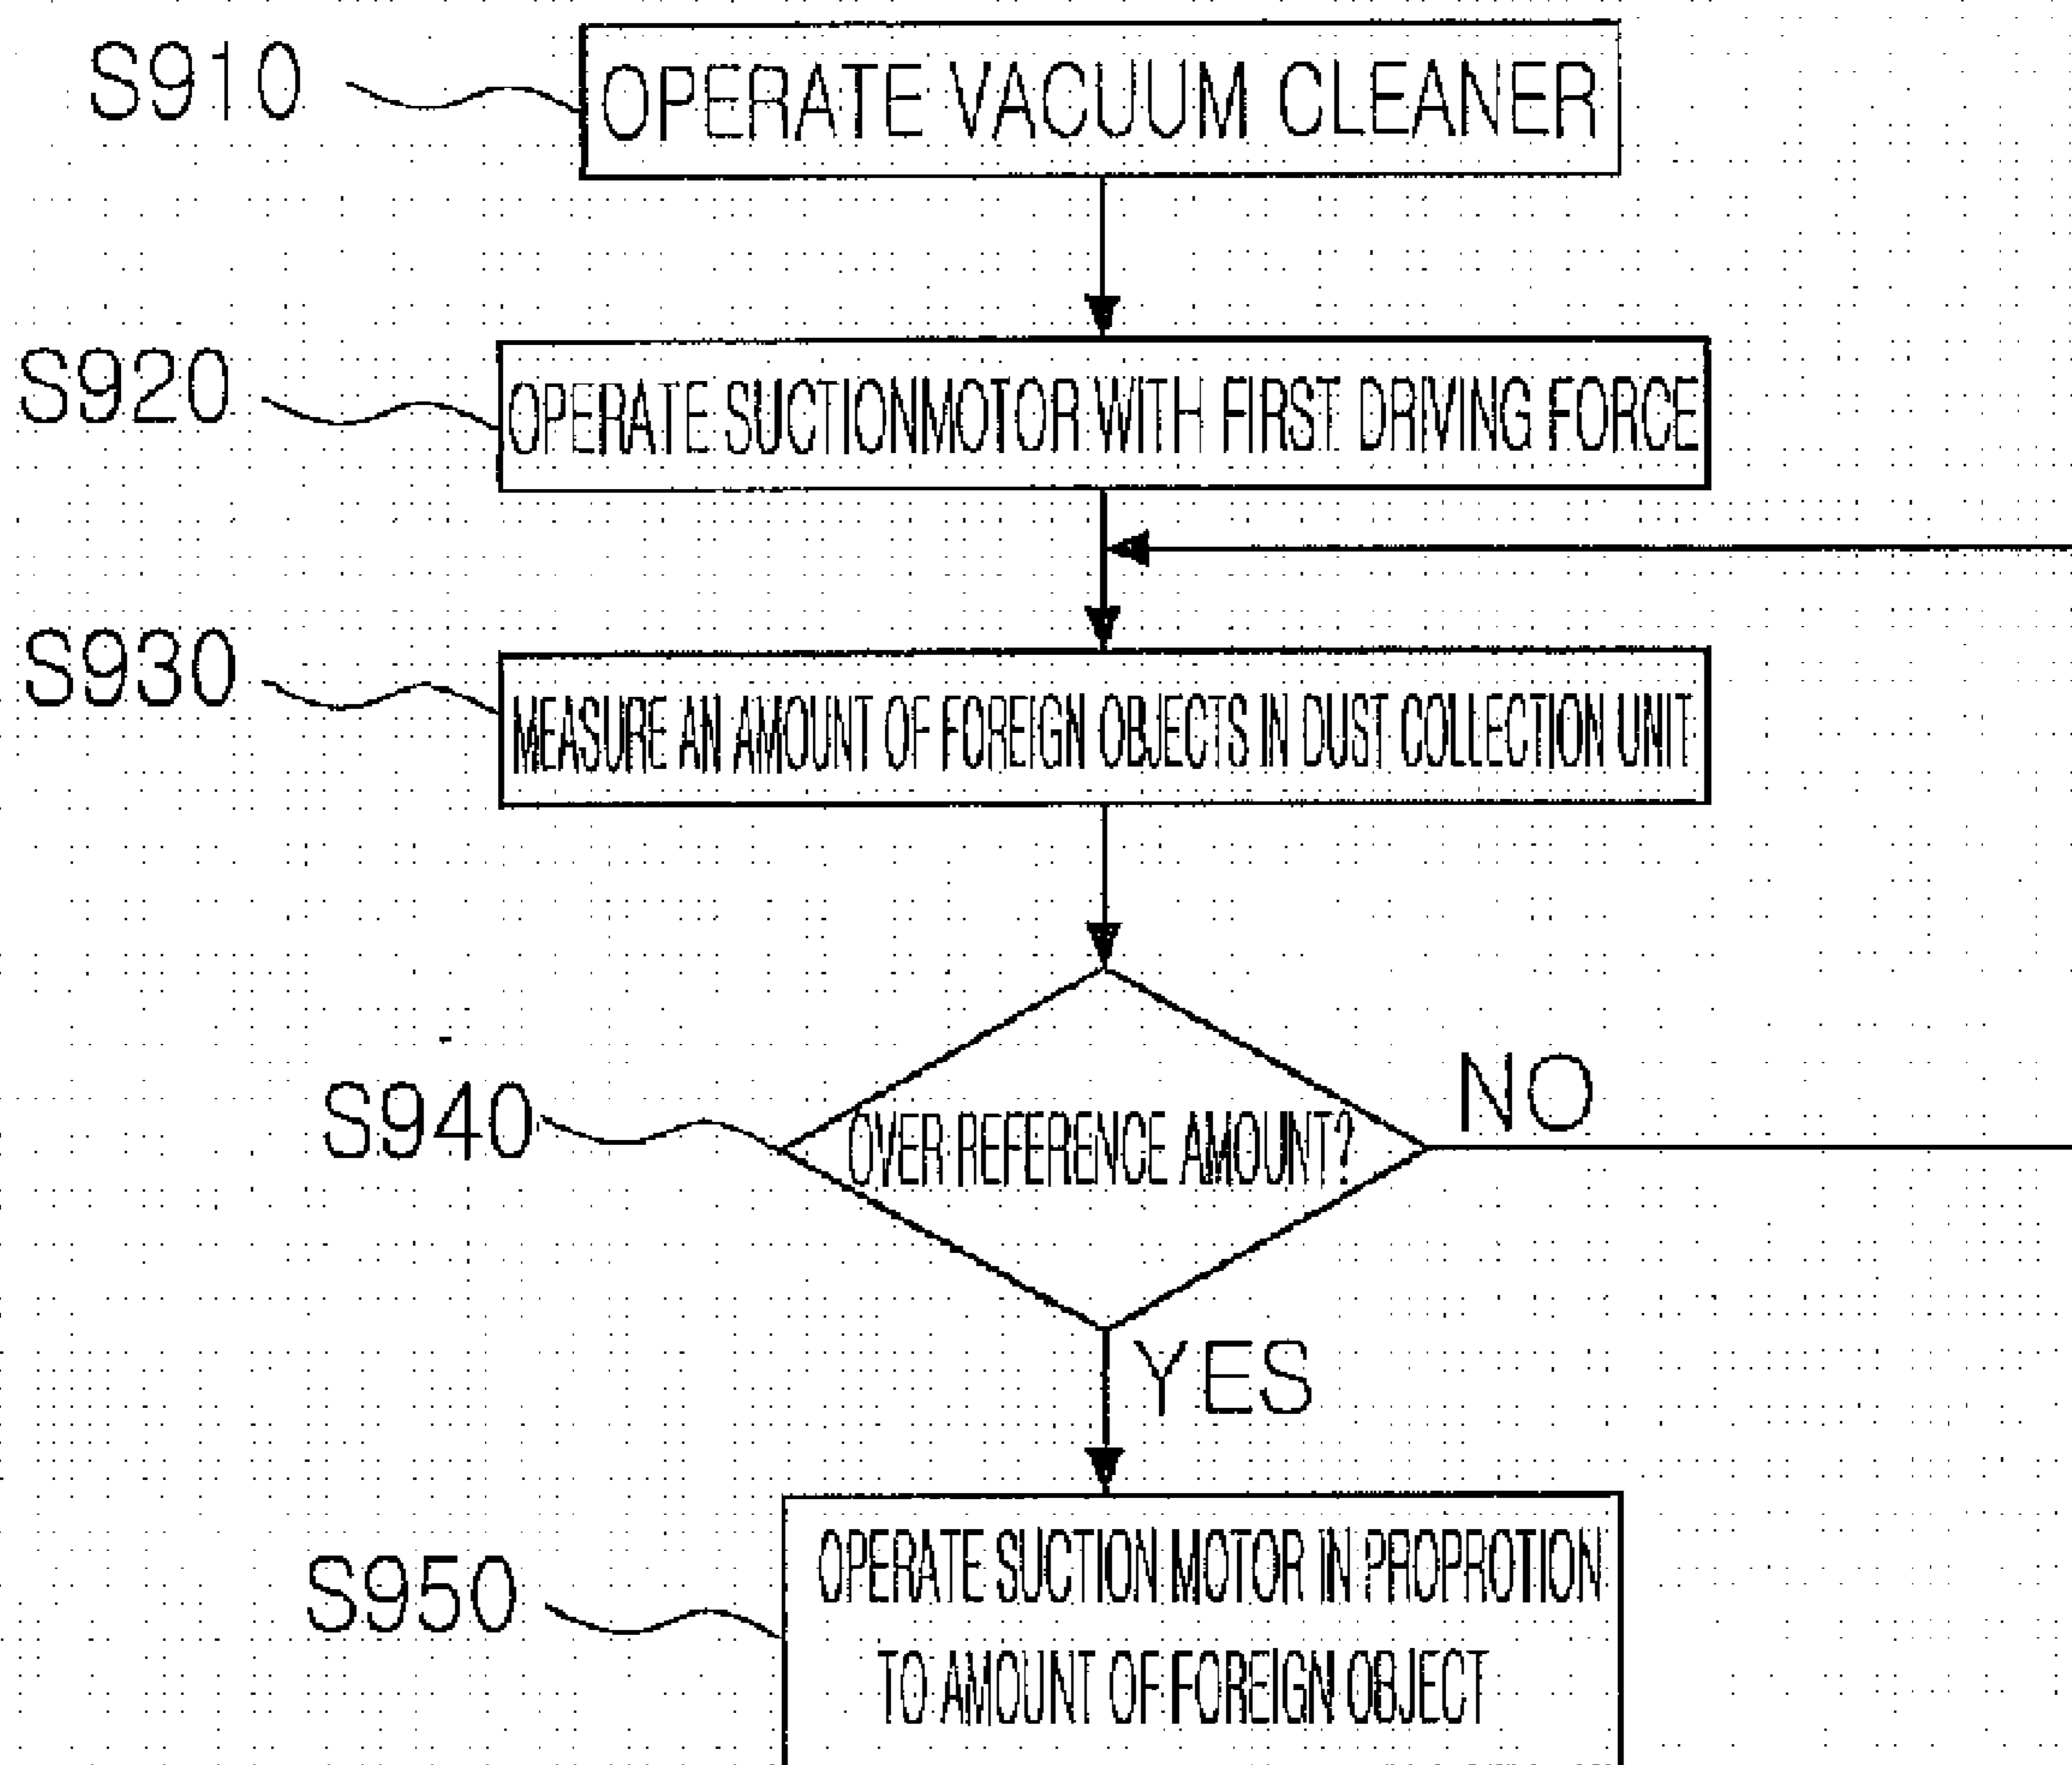 S910
OPERATE VACUUM CLEANER
S920
OPERATE SUCTIONMOTOR WITH FIRST DRIVING FORCE
S930
MEASURE AN AMOUNT OF FOREIGN OBJECTS IN DUST COLLECTION UNIT
S940
OVER REFERENCE AMOUNT?
NO
YES
S950
OPERATE SUCTION MOTOR IN PROPROTION
TO AMOUNT OF FOREIGN OBJECT